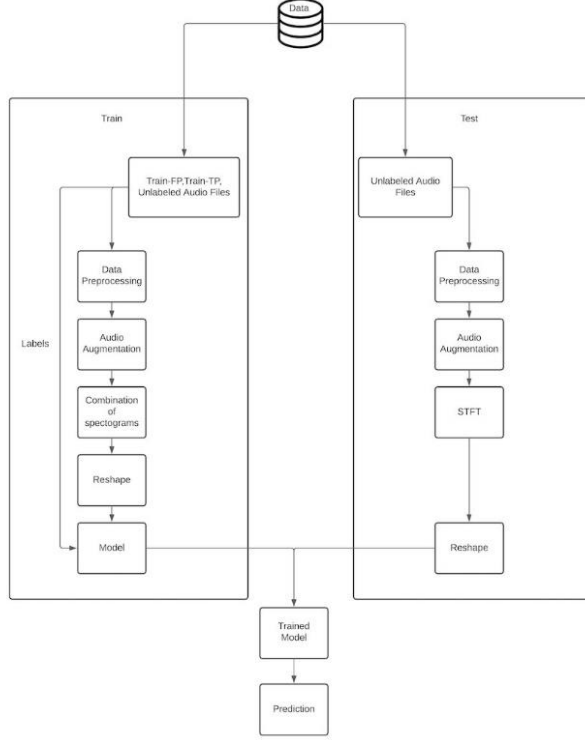 Data
Train
Train-FP,Train-TP,
Unlabeled Audio Files
Data
Preprocessing
Audio
Augmentation
Labels
Combination
of
spectograms
Reshape
Model
Test
Unlabeled Audio
Files
Data
Preprocessing
Audio
Augmentation
STFT
Reshape
Trained
Model
Prediction